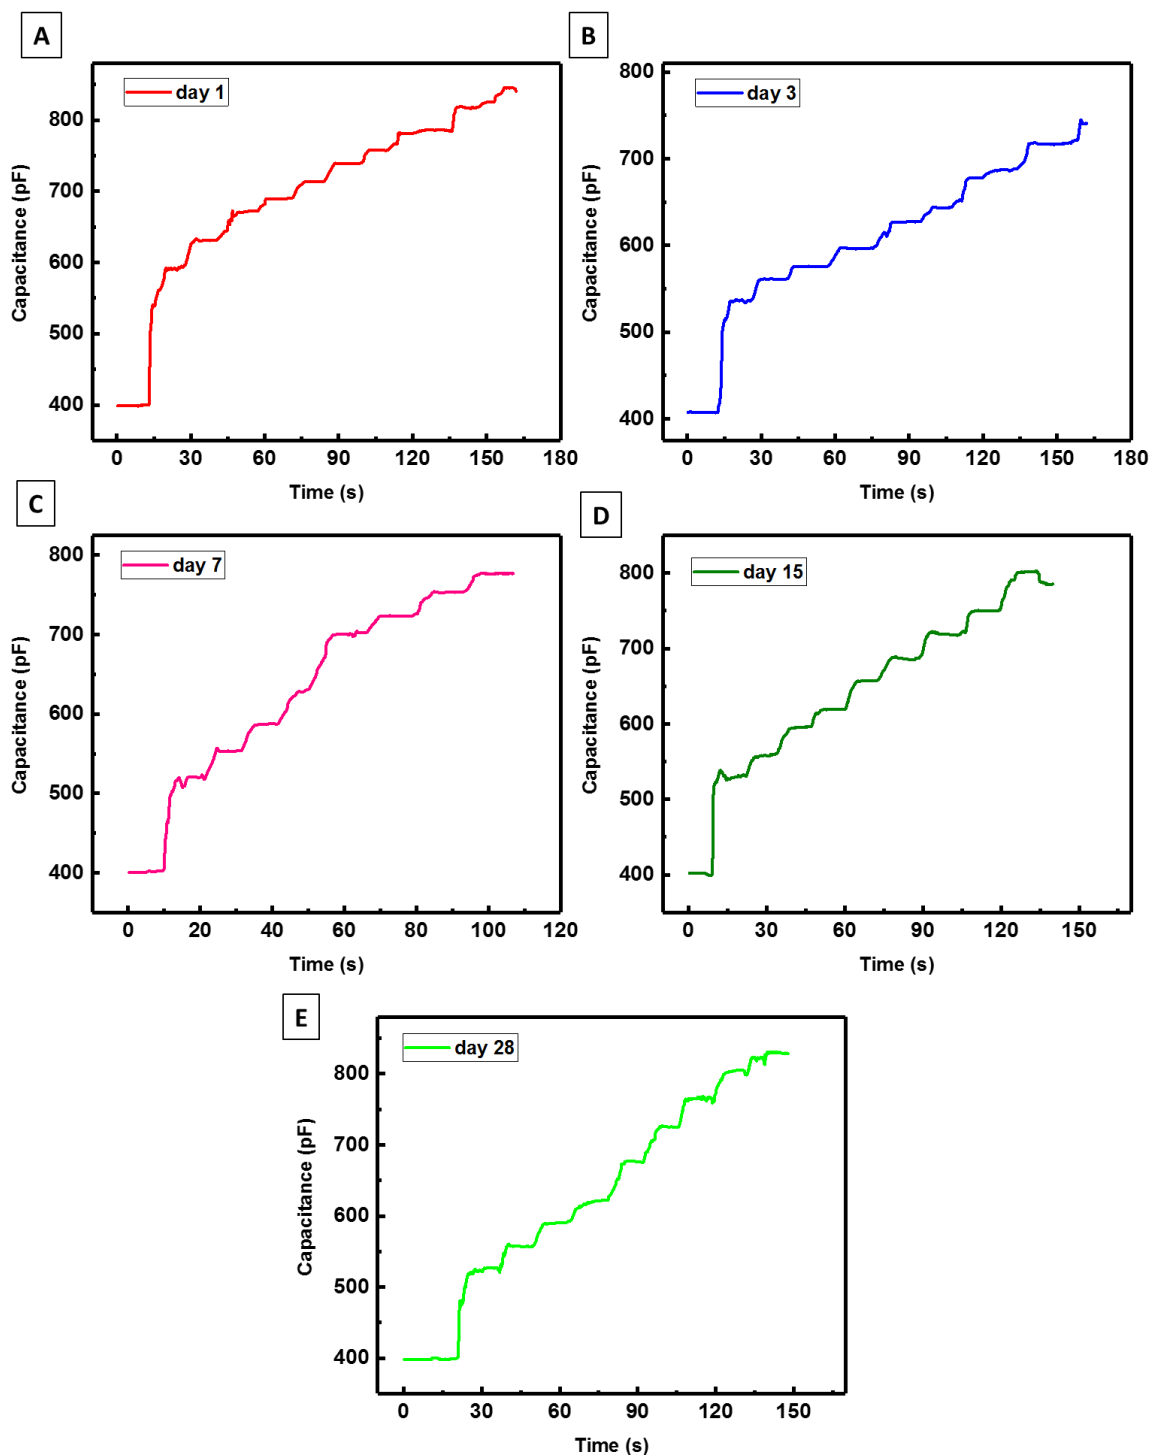 A
day 1
800
700
600
500
400
Capacitance (pF)
0 30 60 90 120 150 180
Time (s)
B
day 3
800
700
600
500
400
Capacitance (pF)
0 30 60 90 120 150 180
Time (s)
C
day 7
800
700
600
500
400
Capacitance (pF)
0 20 40 60 80 100 120
Time (s)
D
day 15
800
700
600
500
400
Capacitance (pF)
0 30 60 90 120 150
Time (s)
E
day 28
800
700
600
500
400
Capacitance (pF)
0 30 60 90 120 150
Time (s)